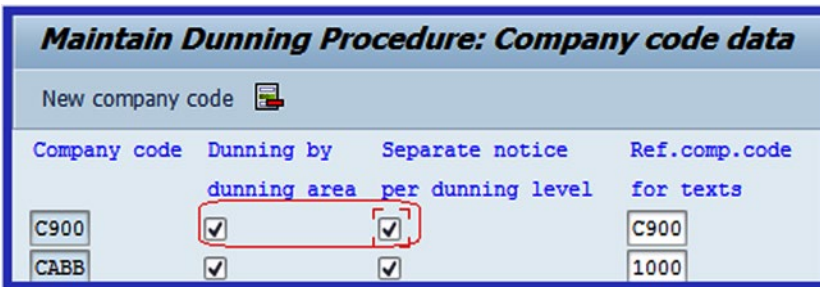 Maintain Dunning Procedure: Company code data
New company code
Company code Dunning by Separate notice Ref.comp.code
dunning area per dunning level for texts
C900 C900
CABB 1000